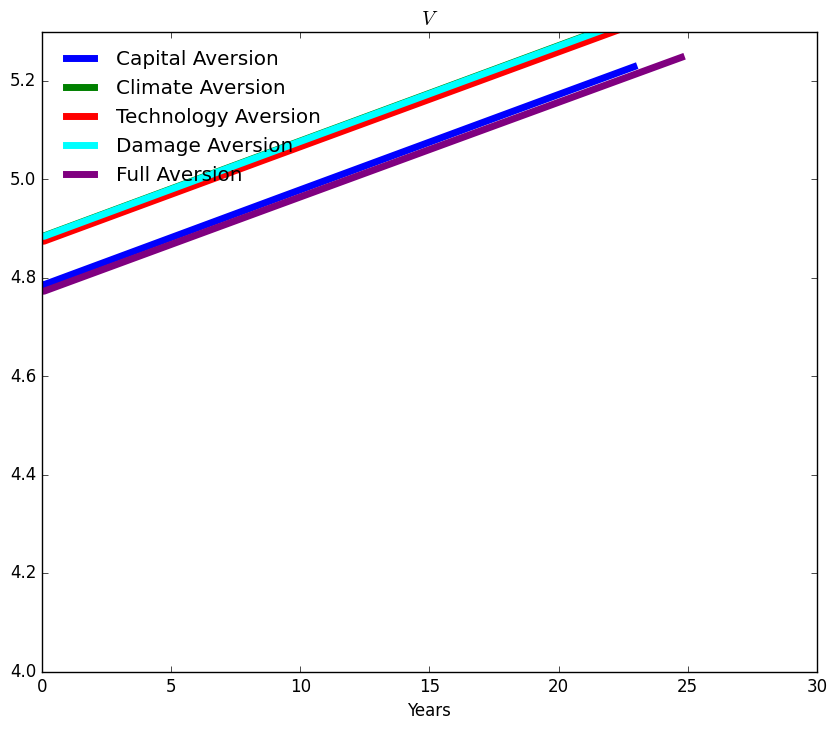 V
Capital Aversion
Climate Aversion
Technology Aversion
Damage Aversion
Full Aversion
5.2
5.0
4.8
4.6
4.4
4.2
4.0
0 5 10 15 20 25 30
Years